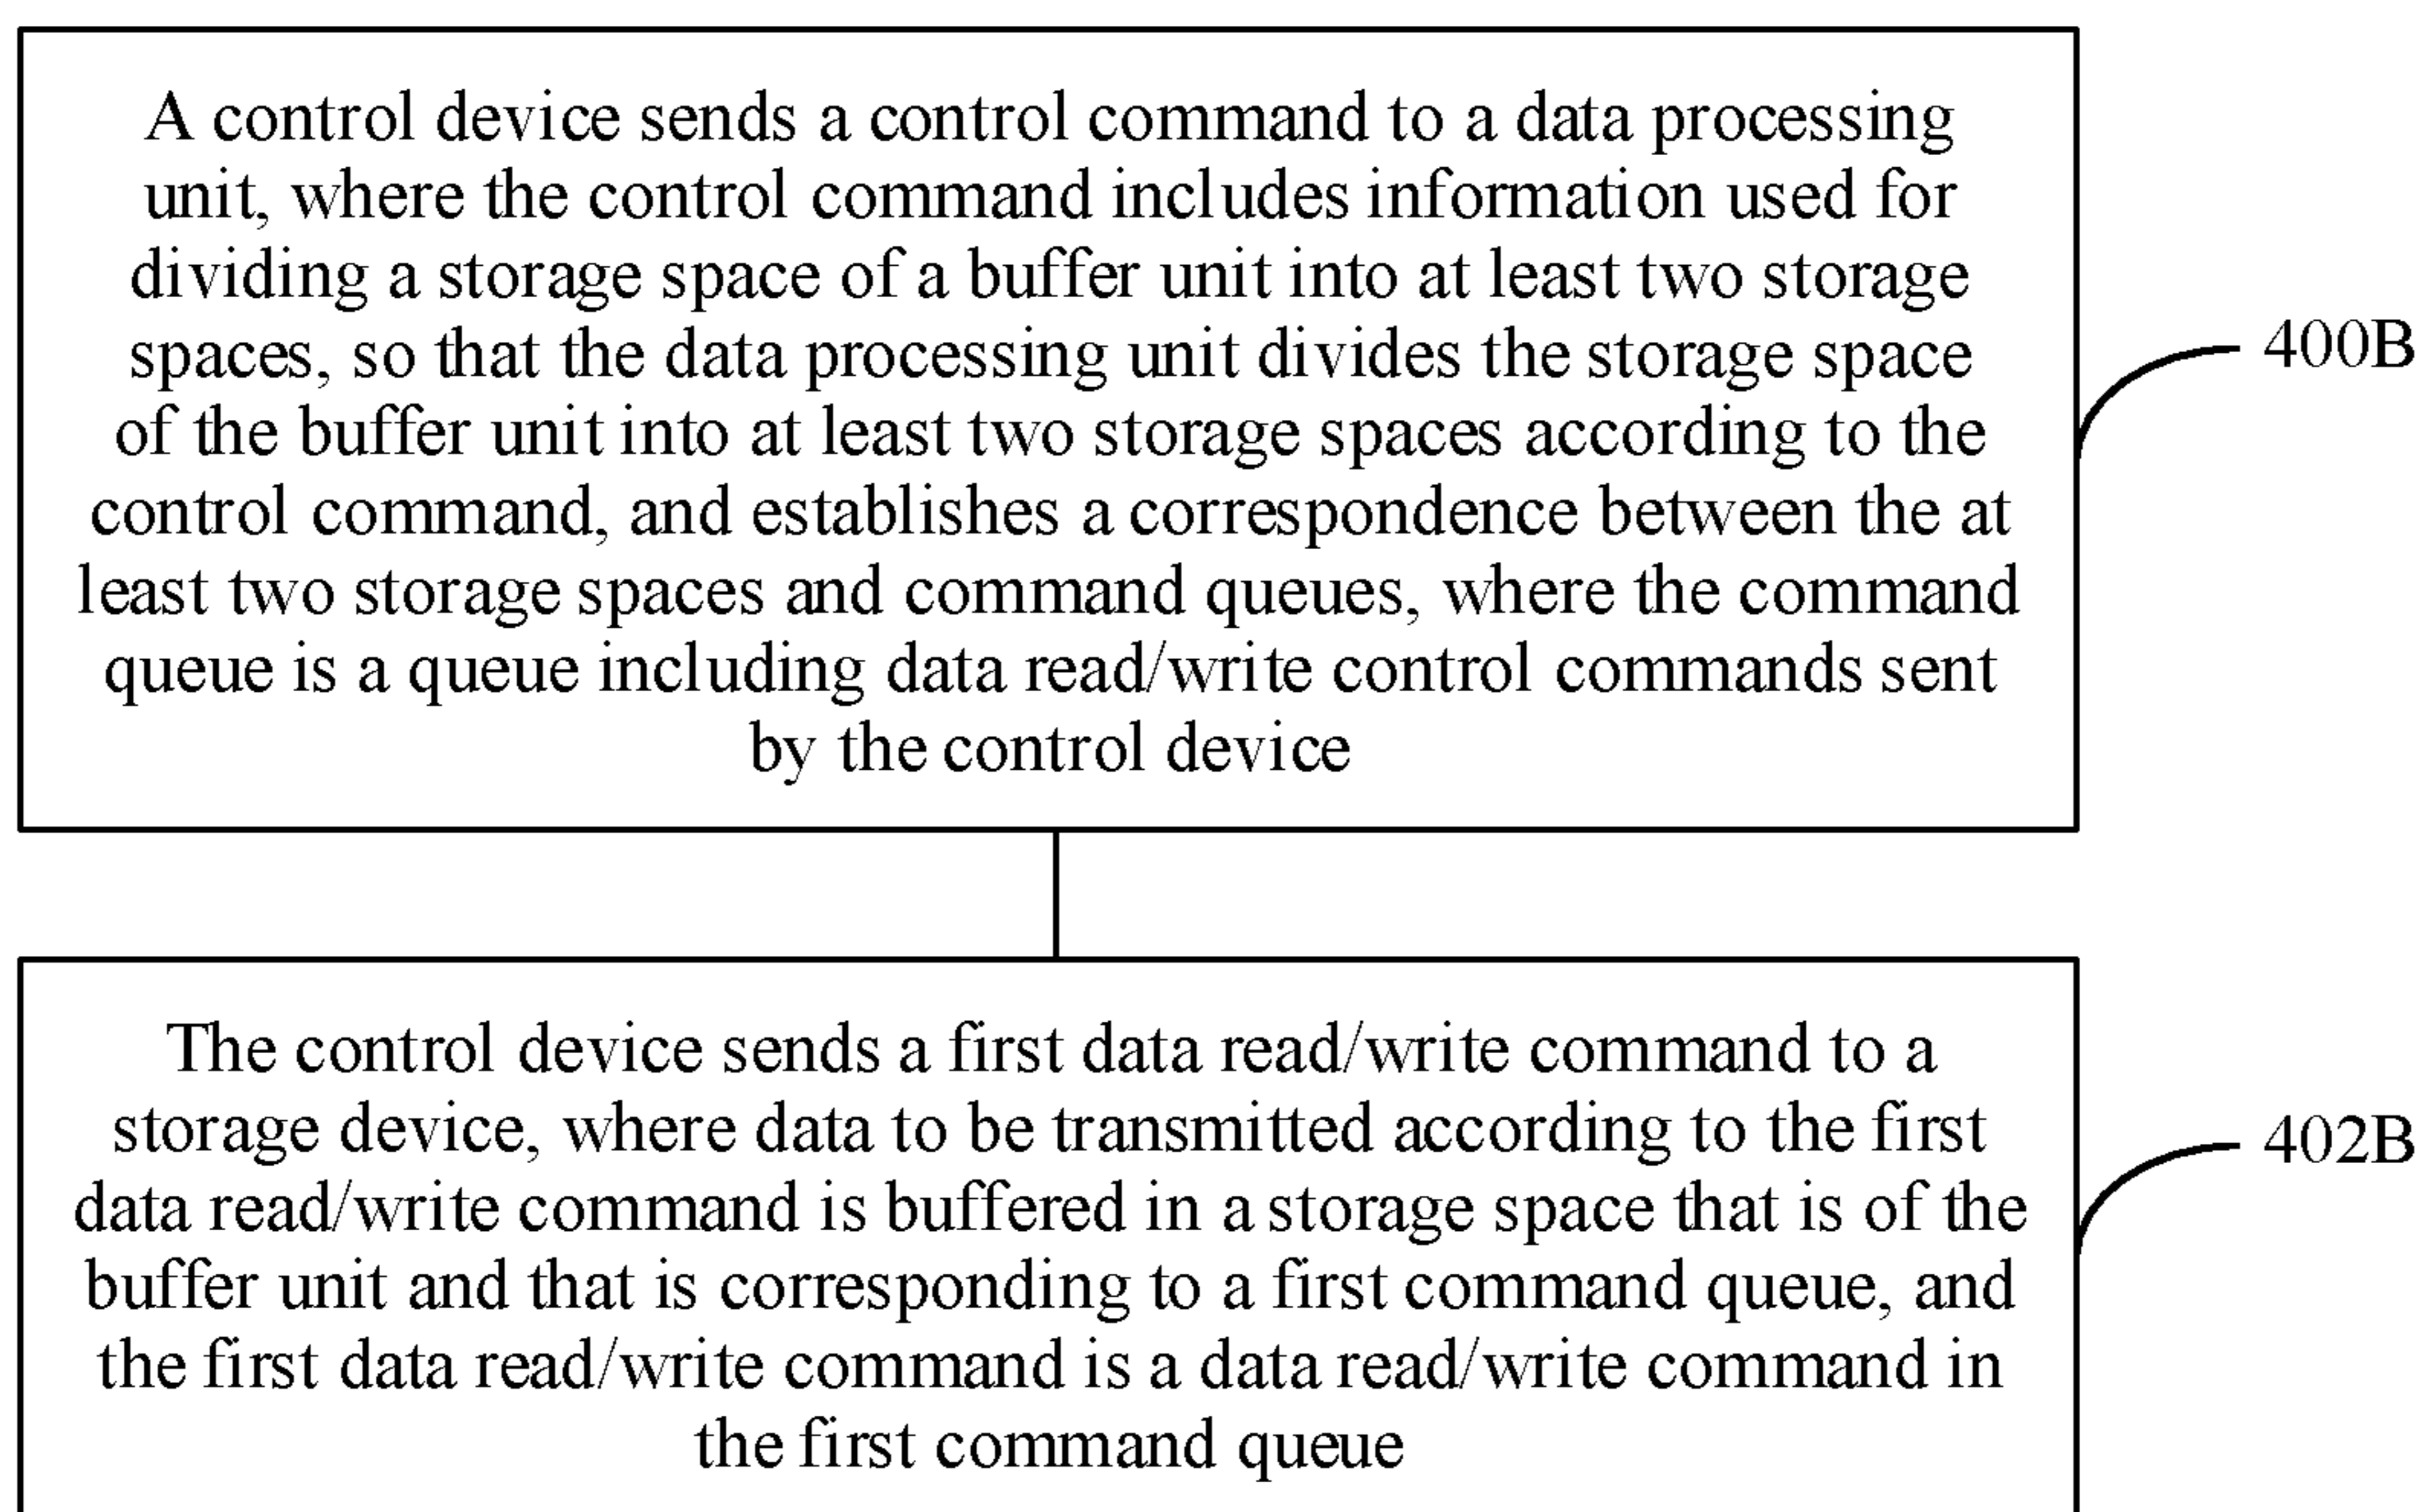 A control device sends a control command to a data processing
unit, where the control command includes information used for
dividing a storage space of a buffer unit into at least two storage
spaces, so that the data processing unit divides the storage space
of the buffer unit into at least two storage spaces according to the
control command, and establishes a correspondence between the at
least two storage spaces and command queues, where the command
queue is a queue including data read/write control commands sent
by the control device
400B
The control device sends a first data read/write command to a
storage device, where data to be transmitted according to the first
data read/write command is buffered in a storage space that is of the
buffer unit and that is corresponding to a first command queue, and
the first data read/write command is a data read/write command in
the first command queue
402B